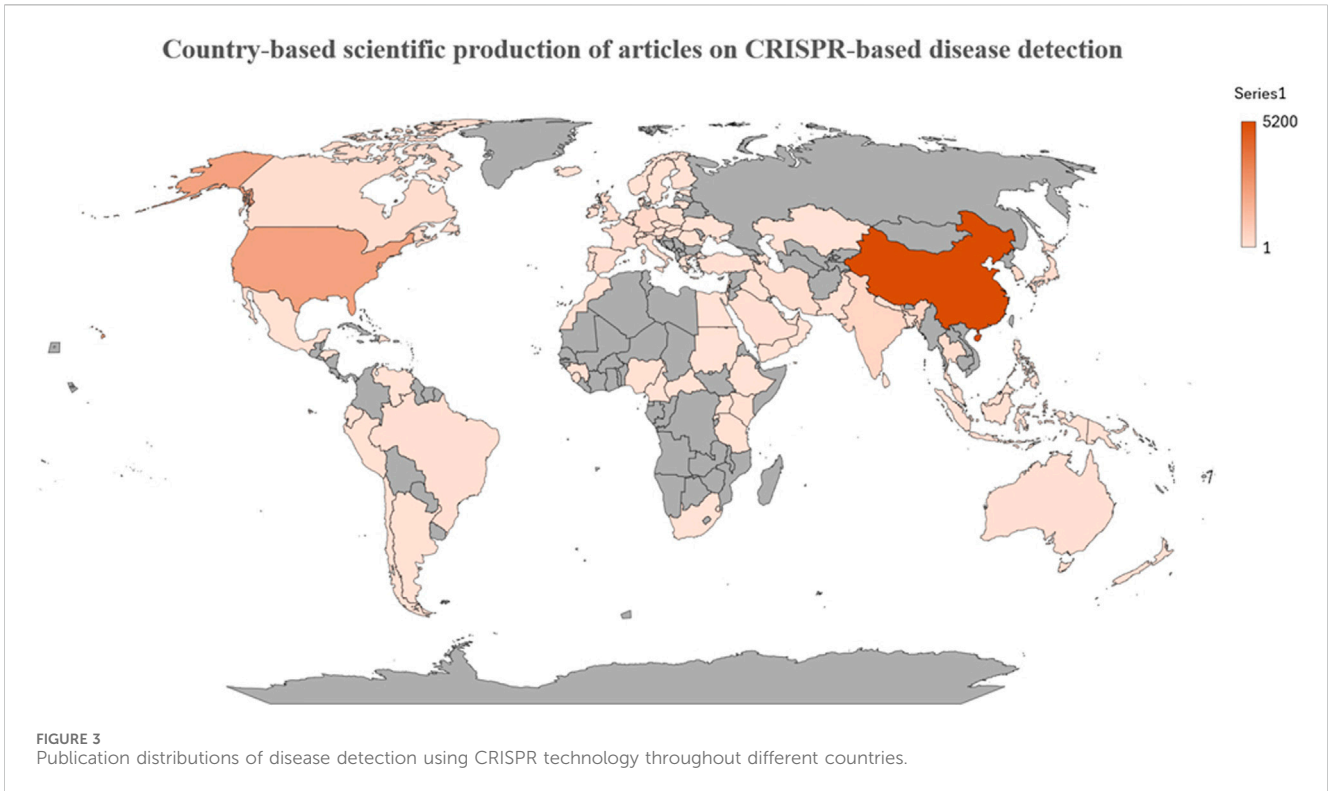 Country-based scientific production of articles on CRISPR-based disease detection
Series1
5200
1
FIGURE 3
Publication distributions of disease detection using CRISPR technology throughout different countries.